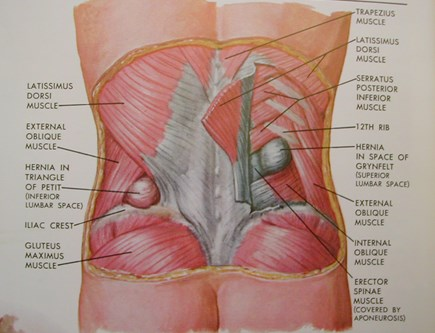 LATISSIMUS
DORSI
MUSCLE
EXTERNAL
OBLIQUE
MUSCLE
HERNIA IN
TRIANGLE
OF PETIT
(INFERIOR
LUMBAR SPACE)
ILIAC CREST
GLUTEUS
MAXIMUS
MUSCLE
TRAPEZIUS
MUSCLE
LATISSIMUS
DORSI
MUSCLE
SERRATUS
POSTERIOR
INFERIOR
MUSCLE
12TH RIB
HERNIA
IN SPACE OF
GRYNFELT
(SUPERIOR
LUMBAR SPACE)
EXTERNAL
OBLIQUE
MUSCLE
INTERNAL
OBLIQUE
MUSCLE
ERECTOR
SPINAE
MUSCLE
(COVERED BY
APONEUROSIS)